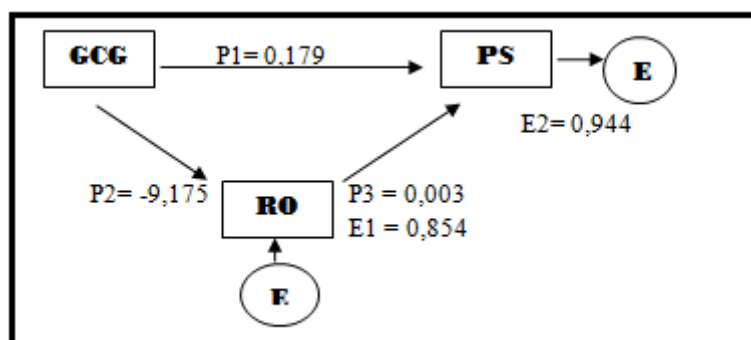 GCG
P1= 0,179
PS
E
E2= 0,944
P2= -9,175
RO
P3 = 0,003
E1 = 0,854
E